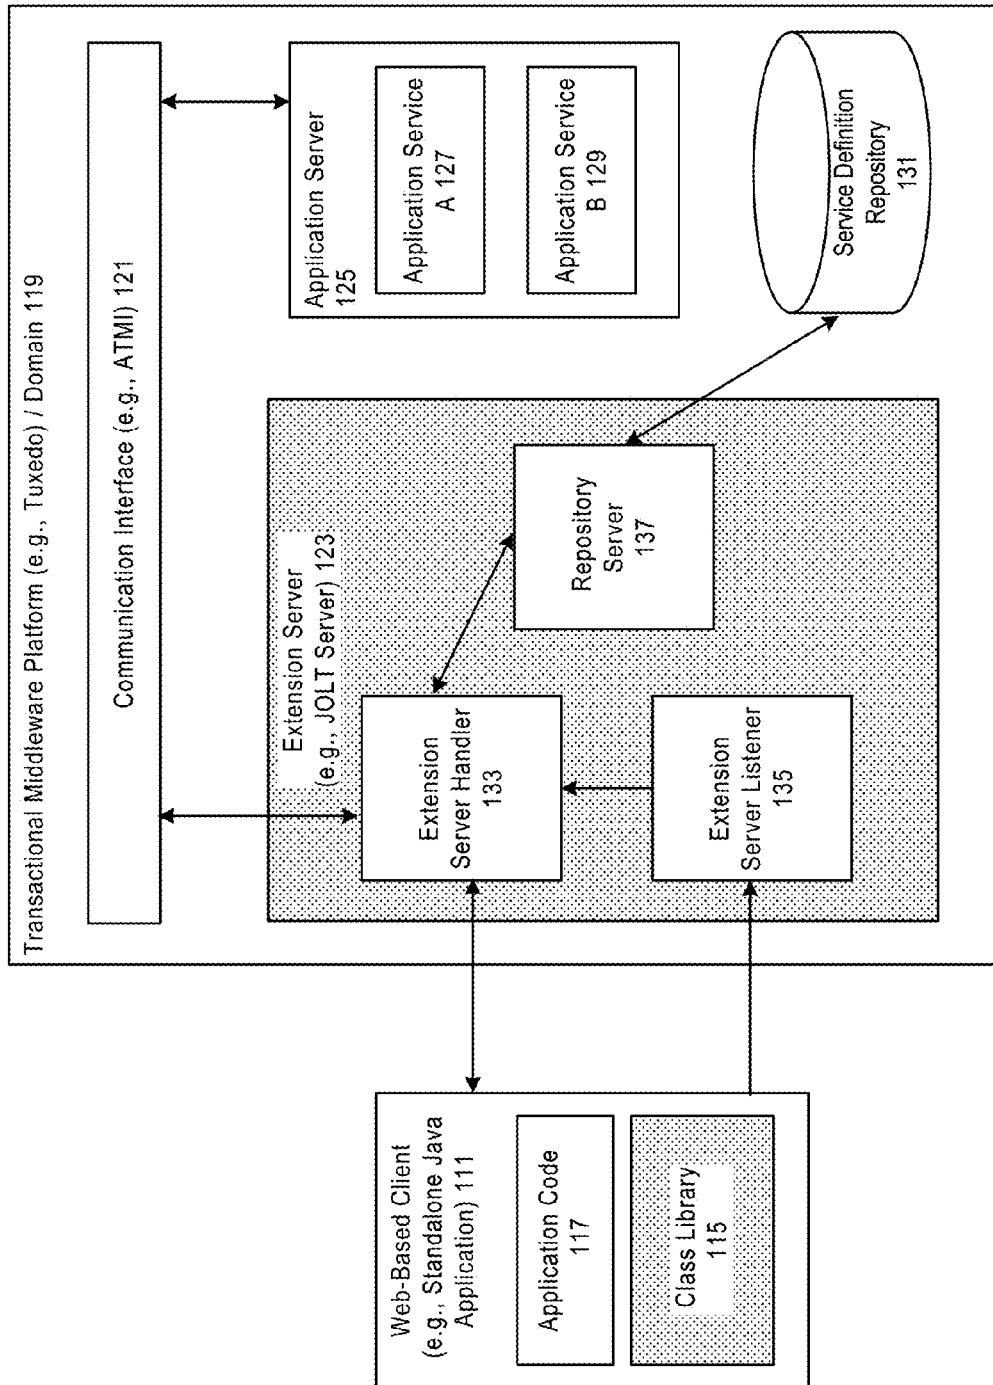 Transactional Middleware Platform (e.g., Tuxedo) / Domain 119
Communication Interface (e.g., ATMI) 121
Web-Based Client
(e.g., Standalone Java
Application) 111
Application Code
117
Class Library
115
Extension Server
(e.g., JOLT Server) 123
Extension
Server Handler
133
Extension
Server Listener
135
Repository
Server
137
Application Server
125
Application Service
A 127
Application Service
B 129
Service Definition
Repository
131